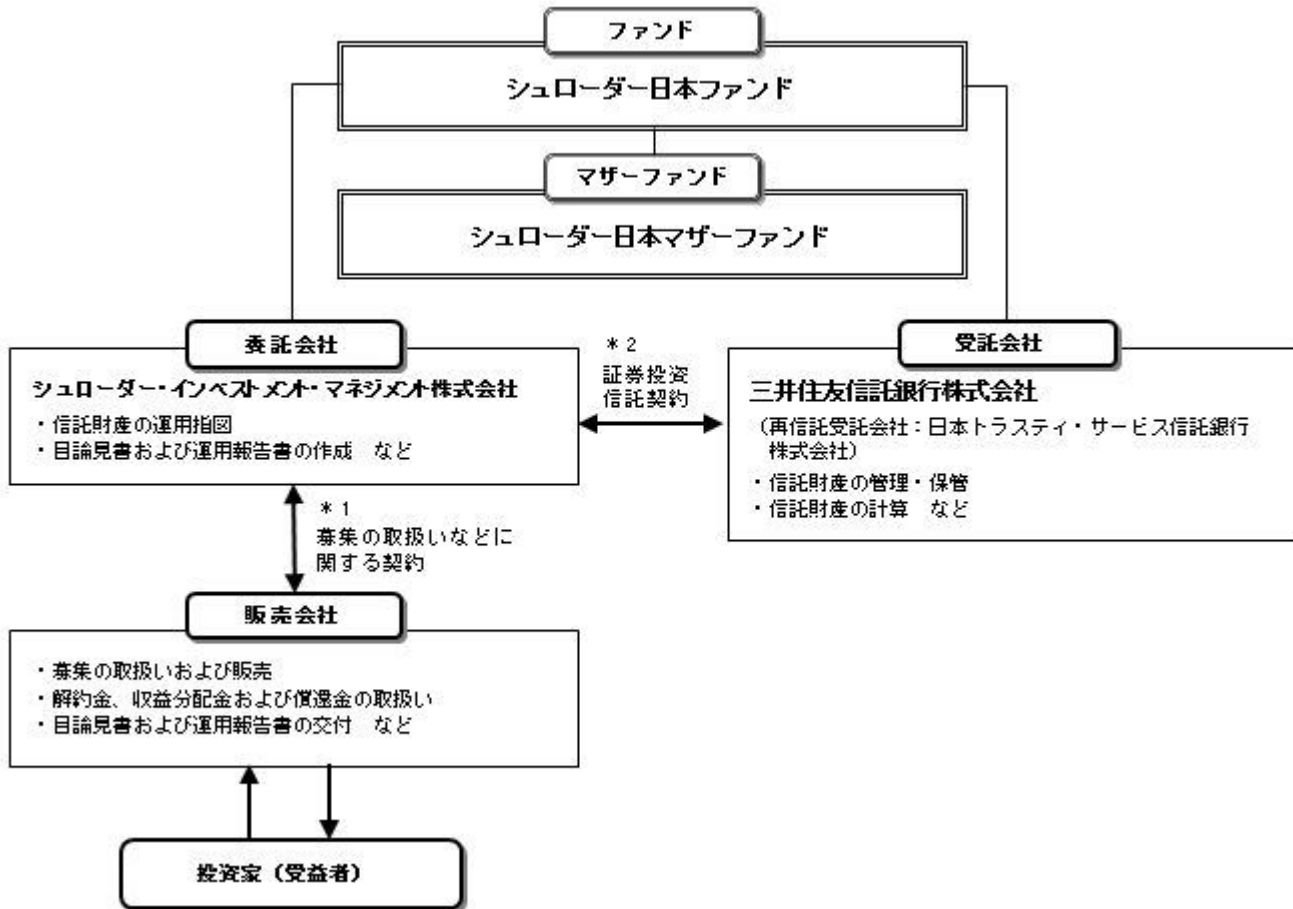 ファンド
シュローダー日本ファンド
マザーファンド
シュローダー日本マザーファンド
委託会社
シュローダー・インベストメント・マネジメント株式会社
・信託財産の運用指図
・目論見書および運用報告書の作成　など
＊2
証券投資
信託契約
受託会社
三井住友信託銀行株式会社
（再信託受託会社：日本トラスティ・サービス信託銀行
株式会社）
・信託財産の管理・保管
・信託財産の計算　など
＊1
募集の取扱いなどに
関する契約
販売会社
・募集の取扱いおよび販売
・解約金、収益分配金および償還金の取扱い
・目論見書および運用報告書の交付　など
投資家（受益者）